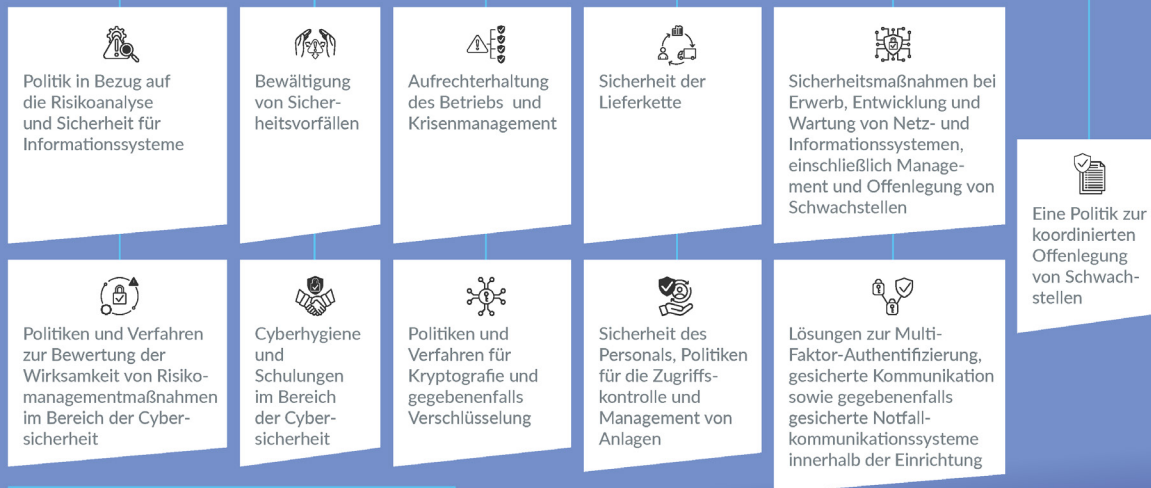 Politik in Bezug auf
die Risikoanalyse
und Sicherheit für
Informationssysteme
Bewältigung
von Sicher-
heitsvorfällen
Aufrechterhaltung
des Betriebs und
Krisenmanagement
Sicherheit der
Lieferkette
Sicherheitsmaßnahmen bei
Erwerb, Entwicklung und
Wartung von Netz- und
Informationssystemen,
einschließlich Manage-
ment und Offenlegung von
Schwachstellen
Eine Politik zur
koordinierten
Offenlegung
von Schwach-
stellen
Politiken und Verfahren
zur Bewertung der
Wirksamkeit von Risiko-
managementmaßnahmen
im Bereich der Cyber-
sicherheit
Cyberhygiene
und
Schulungen
im Bereich
der Cyber-
sicherheit
Politiken und
Verfahren für
Kryptografie und
gegebenenfalls
Verschlüsselung
Sicherheit des
Personals, Politiken
für die Zugriffs-
kontrolle und
Management von
Anlagen
Lösungen zur Multi-
Faktor-Authentifizierung,
gesicherte Kommunikation
sowie gegebenenfalls
gesicherte Notfall-
kommunikationssysteme
innerhalb der Einrichtung